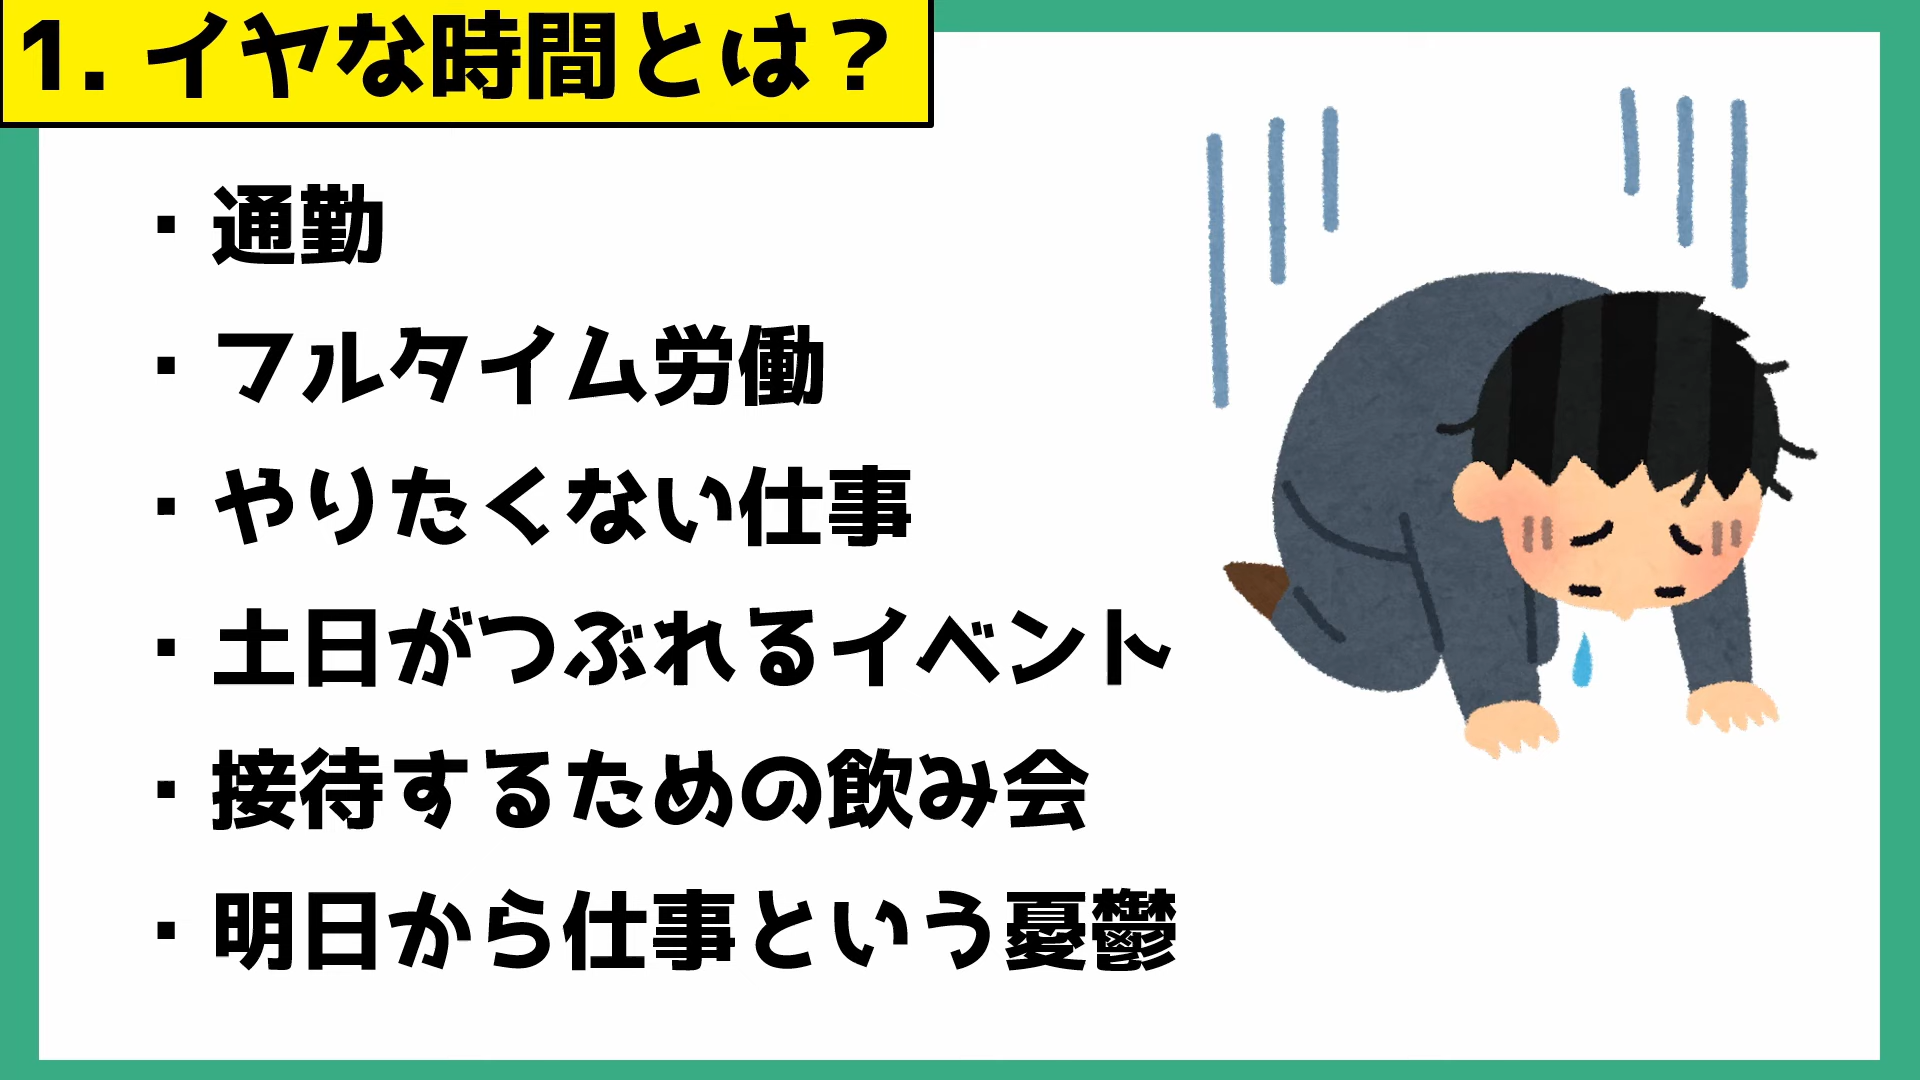 1. イヤな時間とは？
・通勤
・フルタイム労働
・やりたくない仕事
・土日がつぶれるイベント
・接待するための飲み会
・明日から仕事という憂鬱